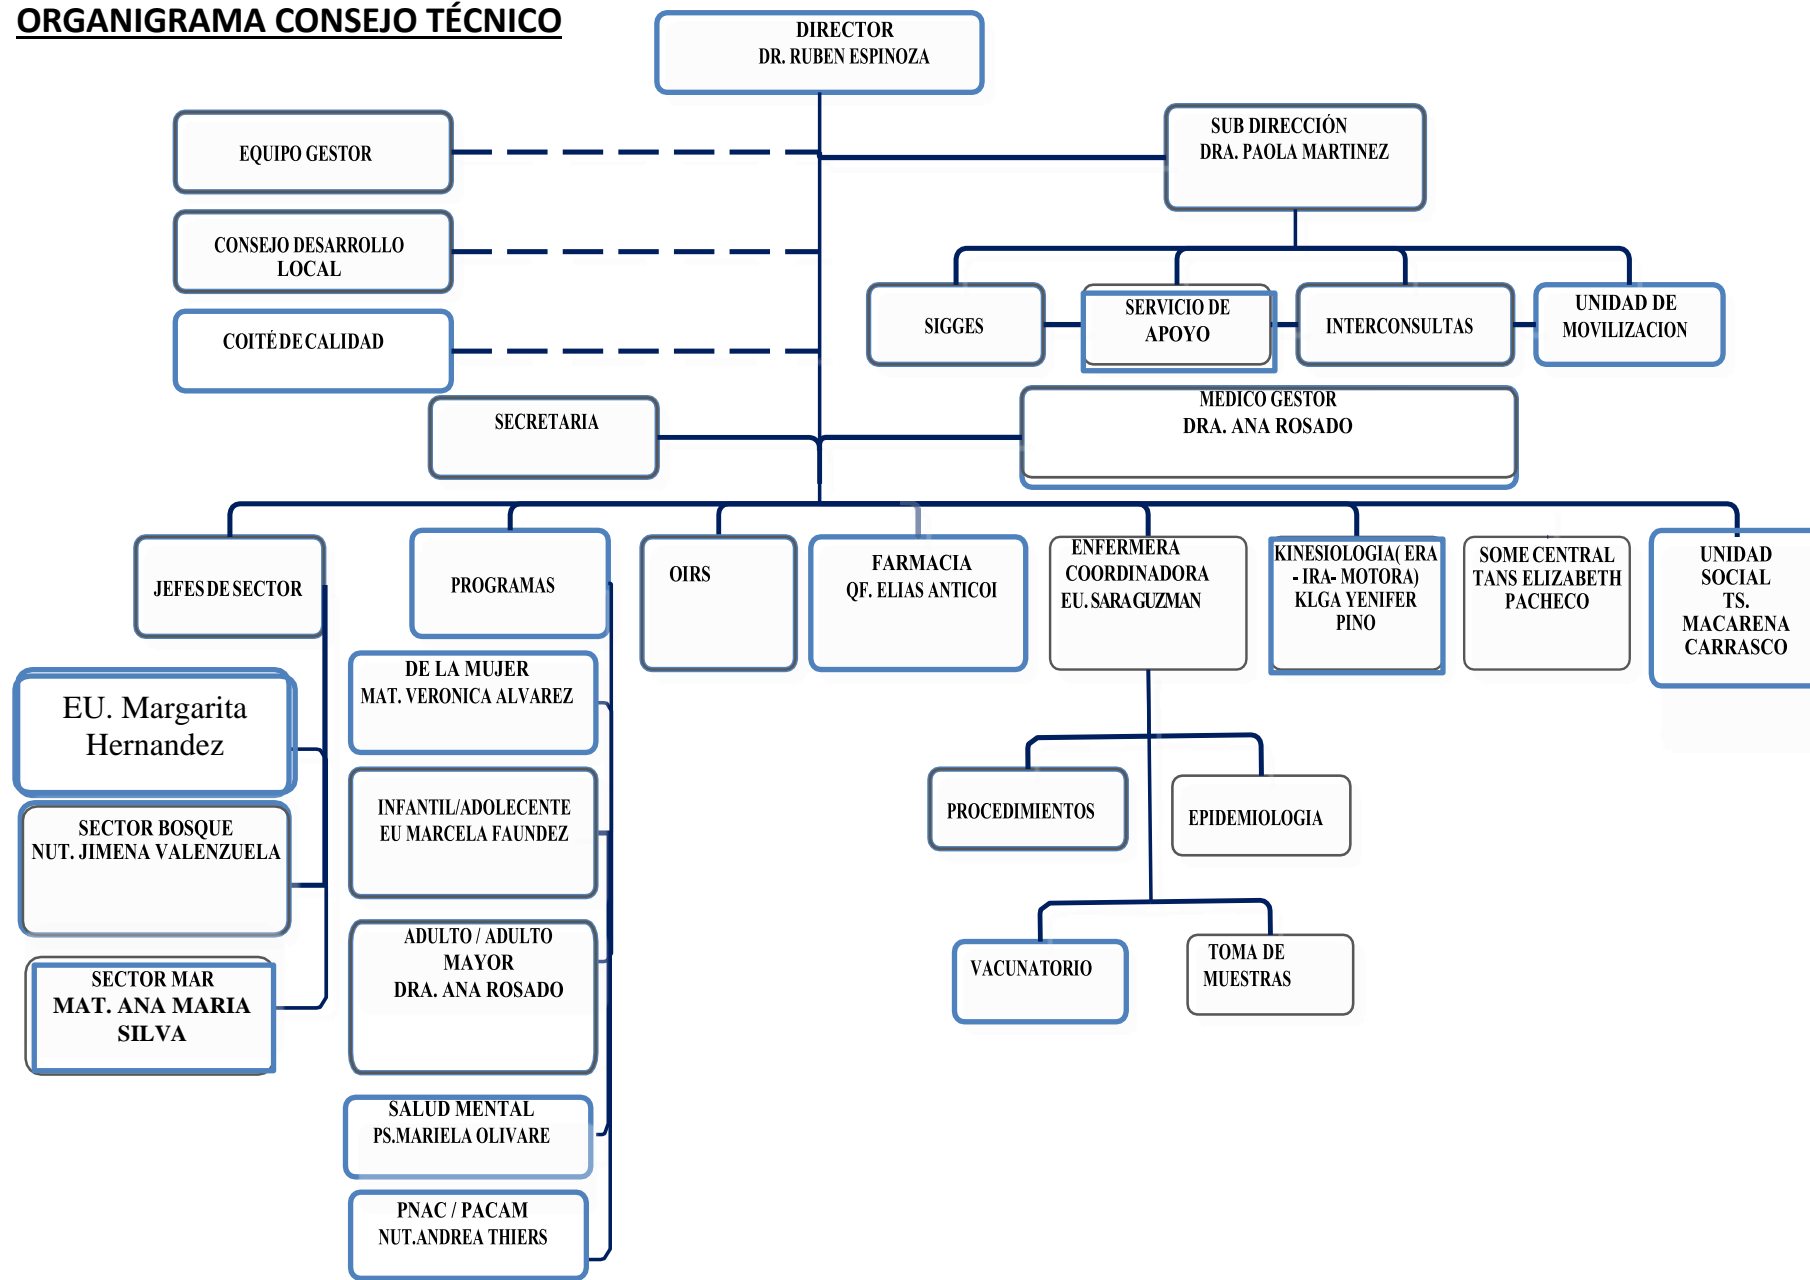 ORGANIGRAMA CONSEJO TÉCNICO
DIRECTOR
DR. RUBEN ESPINOZA
SUB DIRECCIÓN
DRA. PAOLA MARTINEZ
EQUIPO GESTOR
CONSEJO DESARROLLO
LOCAL
COITÉ DE CALIDAD
SIGGES
SERVICIO DE
APOYO
INTERCONSULTAS
UNIDAD DE
MOVILIZACION
SECRETARIA
MEDICO GESTOR
DRA. ANA ROSADO
JEFES DE SECTOR
PROGRAMAS
OIRS
FARMACIA
QF. ELIAS ANTICOI
ENFERMERA
COORDINADORA
EU. SARA GUZMAN
KINESIOLOGIA( ERA
- IRA- MOTORA)
KLGA YENIFER
PINO
SOME CENTRAL
TANS ELIZABETH
PACHECO
UNIDAD
SOCIAL
TS.
MACARENA
CARRASCO
EU. Margarita
Hernandez
SECTOR BOSQUE
NUT. JIMENA VALENZUELA
SECTOR MAR
MAT. ANA MARIA
SILVA
DE LA MUJER
MAT. VERONICA ALVAREZ
INFANTIL/ADOLECENTE
EU MARCELA FAUNDEZ
ADULTO / ADULTO
MAYOR
DRA. ANA ROSADO
SALUD MENTAL
PS.MARIELA OLIVARE
PNAC / PACAM
NUT.ANDREA THIERS
PROCEDIMIENTOS
EPIDEMIOLOGIA
VACUNATORIO
TOMA DE
MUESTRAS